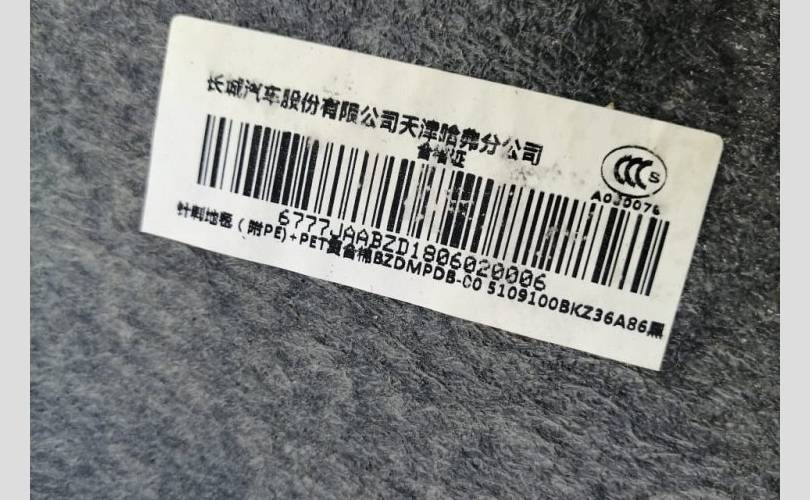 长城汽车股份有限公司天津哈弗分公司
合格证
CCC S
A030076
6777JAABZD1806020006
针刺地毯(附PE)+PET复合棉BZDMPDB-C0 5109100BKZ36A86黑